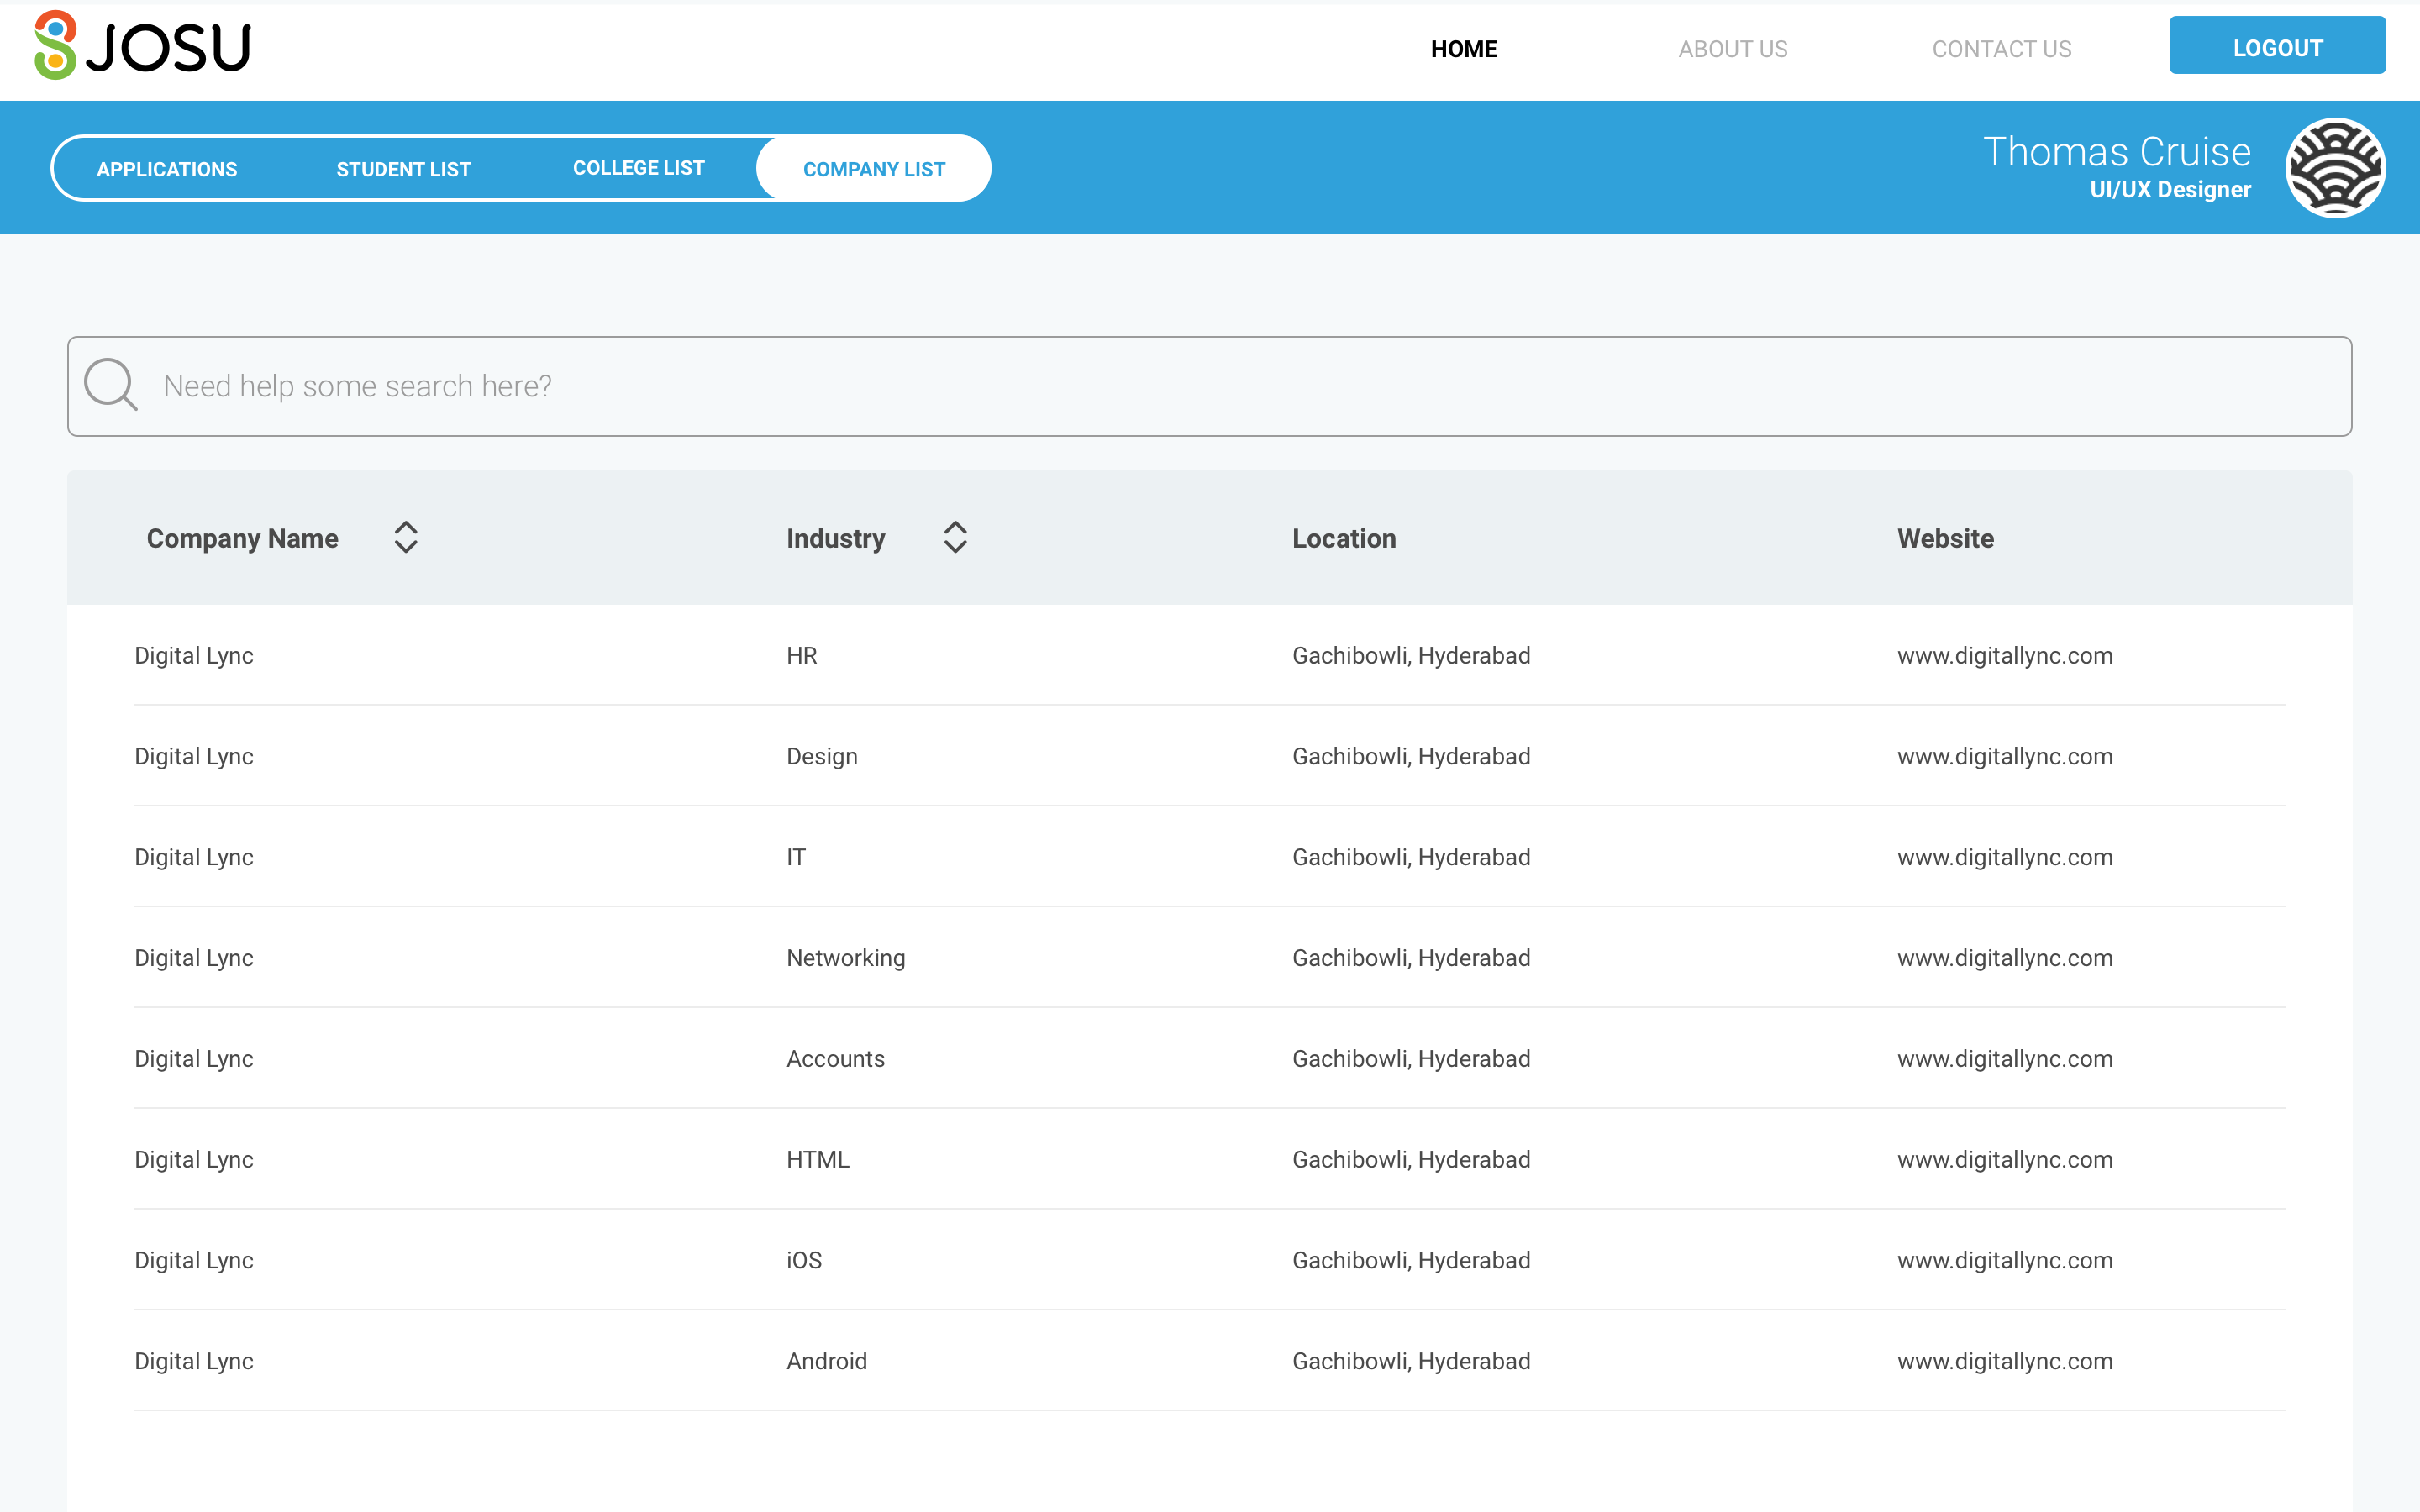 JOSU
HOME ABOUT US CONTACT US LOGOUT
APPLICATIONS STUDENT LIST COLLEGE LIST COMPANY LIST
Thomas Cruise
UI/UX Designer
Need help some search here?
Company Name Industry Location Website
Digital Lync HR Gachibowli, Hyderabad www.digitallync.com
Digital Lync Design Gachibowli, Hyderabad www.digitallync.com
Digital Lync IT Gachibowli, Hyderabad www.digitallync.com
Digital Lync Networking Gachibowli, Hyderabad www.digitallync.com
Digital Lync Accounts Gachibowli, Hyderabad www.digitallync.com
Digital Lync HTML Gachibowli, Hyderabad www.digitallync.com
Digital Lync iOS Gachibowli, Hyderabad www.digitallync.com
Digital Lync Android Gachibowli, Hyderabad www.digitallync.com